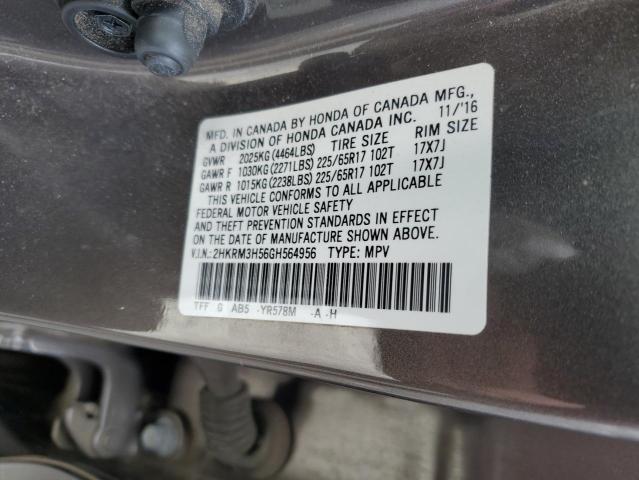 MFD. IN CANADA BY HONDA OF CANADA MFG.,
A DIVISION OF HONDA CANADA INC. 11/'16
GVWR 2025KG(4464LBS) TIRE SIZE RIM SIZE
GAWR F 1030KG(2271LBS) 225/65R17 102T 17X7J
GAWR R 1015KG(2238LBS) 225/65R17 102T 17X7J
THIS VEHICLE CONFORMS TO ALL APPLICABLE
FEDERAL MOTOR VEHICLE SAFETY
AND THEFT PREVENTION STANDARDS IN EFFECT
ON THE DATE OF MANUFACTURE SHOWN ABOVE.
V.I.N.:2HKRM3H56GH564956 TYPE: MPV
TFF G AB5 -YR578M -A -H